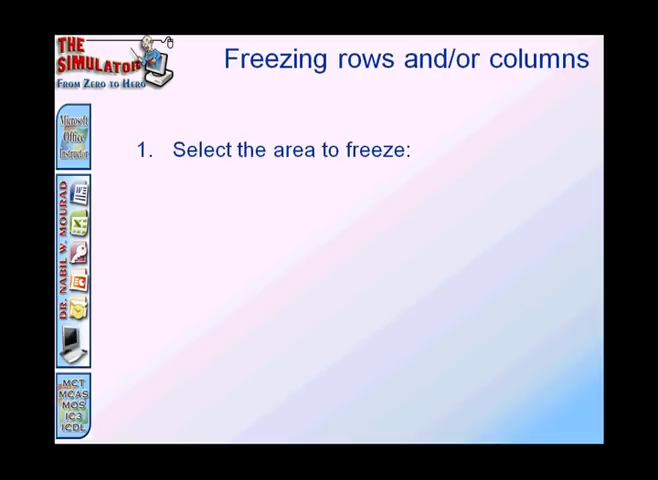 THE
SIMULATOR
FROM ZERO TO HERO
Freezing rows and/or columns
Microsoft
Office
Instructor
1. Select the area to freeze:
DR. NABIL W. MOURAD
MCT
MCAS
MOS
IC3
ICDL